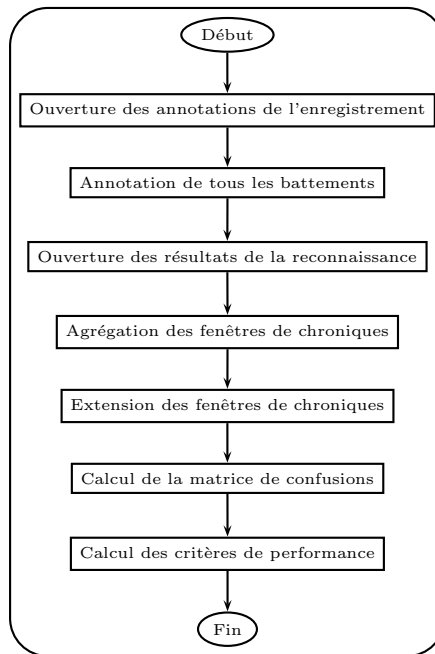 Début
Ouverture des annotations de l'enregistrement
Annotation de tous les battements
Ouverture des résultats de la reconnaissance
Agrégation des fenêtres de chroniques
Extension des fenêtres de chroniques
Calcul de la matrice de confusions
Calcul des critères de performance
Fin